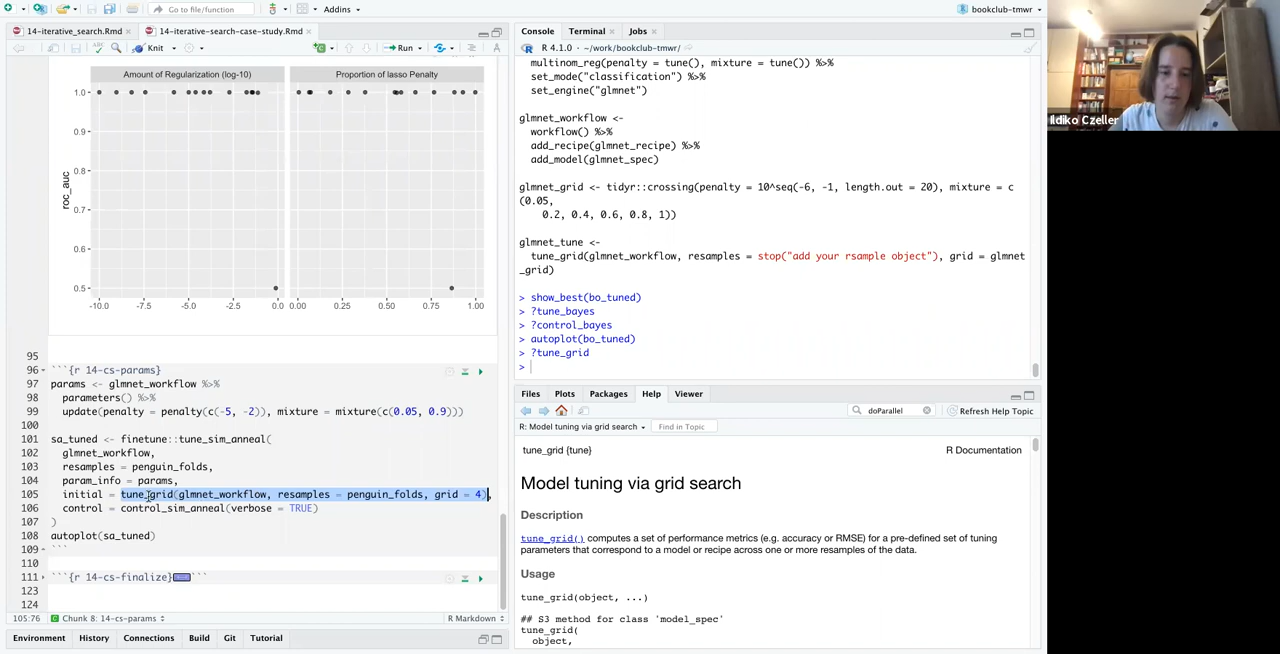 Go to file/function
Addins
bookclub-tmwr
14-iterative_search.Rmd
14-iterative-search-case-study.Rmd
Knit
Run
Amount of Regularization (log-10)
Proportion of lasso Penalty
roc_auc
1.0
0.9
0.8
0.7
0.6
0.5
-10.0 -7.5 -5.0 -2.5 0.0 0.00 0.25 0.50 0.75 1.00
95
96 ```{r 14-cs-params}
97 params <- glmnet_workflow %>%
98 parameters() %>%
99 update(penalty = penalty(c(-5, -2)), mixture = mixture(c(0.05, 0.9)))
100
101 sa_tuned <- finetune::tune_sim_anneal(
102 glmnet_workflow,
103 resamples = penguin_folds,
104 param_info = params,
105 initial = tune_grid(glmnet_workflow, resamples = penguin_folds, grid = 4),
106 control = control_sim_anneal(verbose = TRUE)
107 )
108 autoplot(sa_tuned)
109 ```
110
111 ```{r 14-cs-finalize} ```
123
124
105:76 Chunk 8: 14-cs-params R Markdown
Environment History Connections Build Git Tutorial
Console Terminal Jobs
R 4.1.0 · ~/work/bookclub-tmwr/
multinom_reg(penalty = tune(), mixture = tune()) %>%
set_mode("classification") %>%
set_engine("glmnet")
glmnet_workflow <-
workflow() %>%
add_recipe(glmnet_recipe) %>%
add_model(glmnet_spec)
glmnet_grid <- tidyr::crossing(penalty = 10^seq(-6, -1, length.out = 20), mixture = c
(0.05,
0.2, 0.4, 0.6, 0.8, 1))
glmnet_tune <-
tune_grid(glmnet_workflow, resamples = stop("add your rsample object"), grid = glmnet
_grid)
> show_best(bo_tuned)
> ?tune_bayes
> ?control_bayes
> autoplot(bo_tuned)
> ?tune_grid
>
Files Plots Packages Help Viewer
doParallel
Refresh Help Topic
R: Model tuning via grid search
Find in Topic
tune_grid {tune}
R Documentation
Model tuning via grid search
Description
tune_grid() computes a set of performance metrics (e.g. accuracy or RMSE) for a pre-defined set of tuning
parameters that correspond to a model or recipe across one or more resamples of the data.
Usage
tune_grid(object, ...)
## S3 method for class 'model_spec'
tune_grid(
object,
Ildiko Czeller